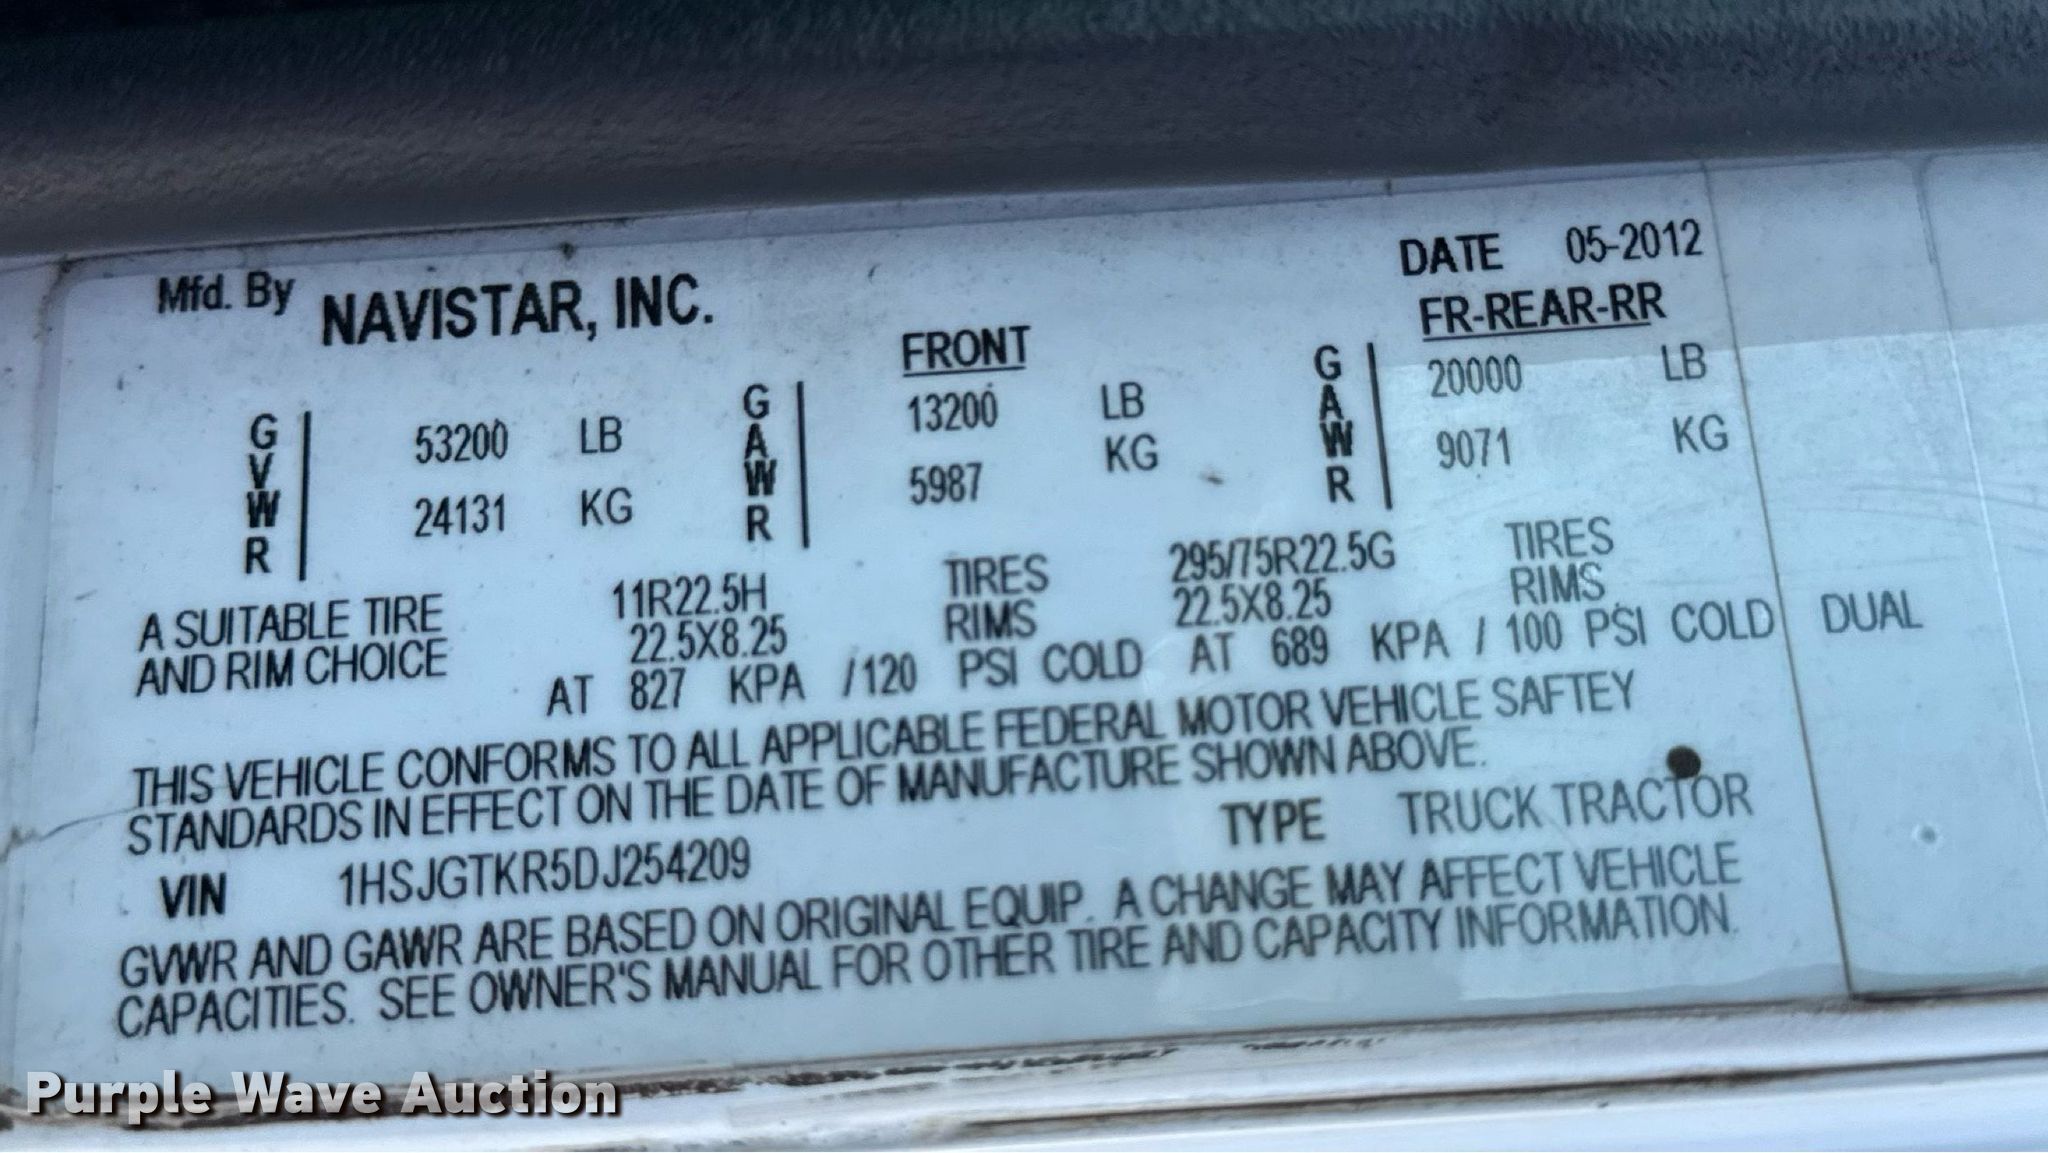 Mfd. By NAVISTAR, INC. DATE 05-2012
FRONT FR-REAR-RR
GVWR 53200 LB GAWR 13200 LB GAWR 20000 LB
24131 KG 5987 KG 9071 KG
A SUITABLE TIRE 11R22.5H TIRES 295/75R22.5G TIRES
AND RIM CHOICE 22.5X8.25 RIMS 22.5X8.25 RIMS
AT 827 KPA /120 PSI COLD AT 689 KPA / 100 PSI COLD DUAL
THIS VEHICLE CONFORMS TO ALL APPLICABLE FEDERAL MOTOR VEHICLE SAFTEY
STANDARDS IN EFFECT ON THE DATE OF MANUFACTURE SHOWN ABOVE.
VIN 1HSJGTKR5DJ254209 TYPE TRUCK TRACTOR
GVWR AND GAWR ARE BASED ON ORIGINAL EQUIP. A CHANGE MAY AFFECT VEHICLE
CAPACITIES. SEE OWNER'S MANUAL FOR OTHER TIRE AND CAPACITY INFORMATION.
Purple Wave Auction